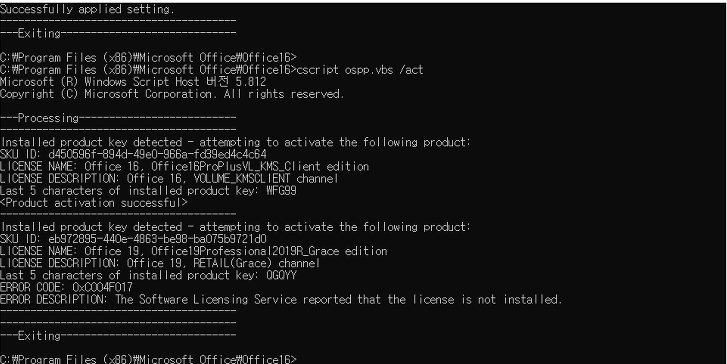 Successfully applied setting.
---------------------------------------
---Exiting-----------------------------
C:₩Program Files (x86)₩Microsoft Office₩Office16>
C:₩Program Files (x86)₩Microsoft Office₩Office16>cscript ospp.vbs /act
Microsoft (R) Windows Script Host 버전 5.812
Copyright (C) Microsoft Corporation. All rights reserved.
---Processing--------------------------
---------------------------------------
Installed product key detected - attempting to activate the following product:
SKU ID: d450596f-894d-49e0-966a-fd39ed4c4c64
LICENSE NAME: Office 16, Office16ProPlusVL_KMS_Client edition
LICENSE DESCRIPTION: Office 16, VOLUME_KMSCLIENT channel
Last 5 characters of installed product key: WFG99
<Product activation successful>
---------------------------------------
Installed product key detected - attempting to activate the following product:
SKU ID: eb972895-440e-4863-be98-ba075b9721d0
LICENSE NAME: Office 19, Office19Professional2019R_Grace edition
LICENSE DESCRIPTION: Office 19, RETAIL(Grace) channel
Last 5 characters of installed product key:
ERROR CODE: 0xC004F017
ERROR DESCRIPTION: The Software Licensing Service reported that the license is not installed.
---------------------------------------
---------------------------------------
---Exiting-----------------------------
C:₩Program Files (x86)₩Microsoft Office₩Office16>